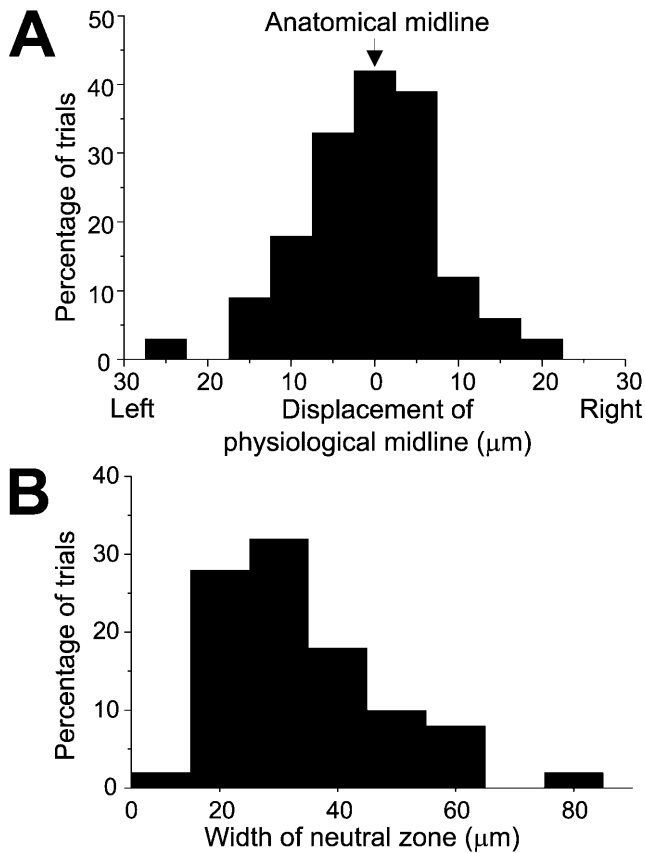 A
Anatomical midline
Percentage of trials
50
40
30
20
10
0
30 20 10 0 10 20 30
Left Displacement of Right
physiological midline (μm)
B
Percentage of trials
40
30
20
10
0
0 20 40 60 80
Width of neutral zone (μm)